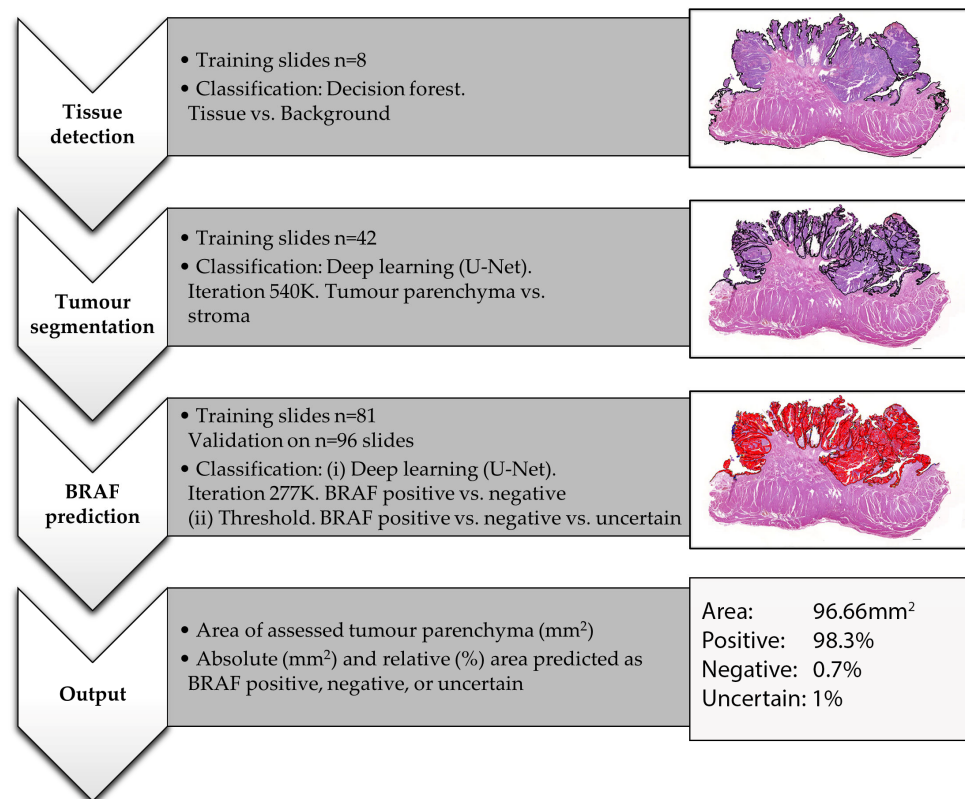 Tissue
detection
• Training slides n=8
• Classification: Decision forest.
Tissue vs. Background
Tumour
segmentation
• Training slides n=42
• Classification: Deep learning (U-Net).
Iteration 540K. Tumour parenchyma vs.
stroma
BRAF
prediction
• Training slides n=81
Validation on n=96 slides
• Classification: (i) Deep learning (U-Net).
Iteration 277K. BRAF positive vs. negative
(ii) Threshold. BRAF positive vs. negative vs. uncertain
Output
• Area of assessed tumour parenchyma (mm²)
• Absolute (mm²) and relative (%) area predicted as
BRAF positive, negative, or uncertain
Area: 96.66mm²
Positive: 98.3%
Negative: 0.7%
Uncertain: 1%